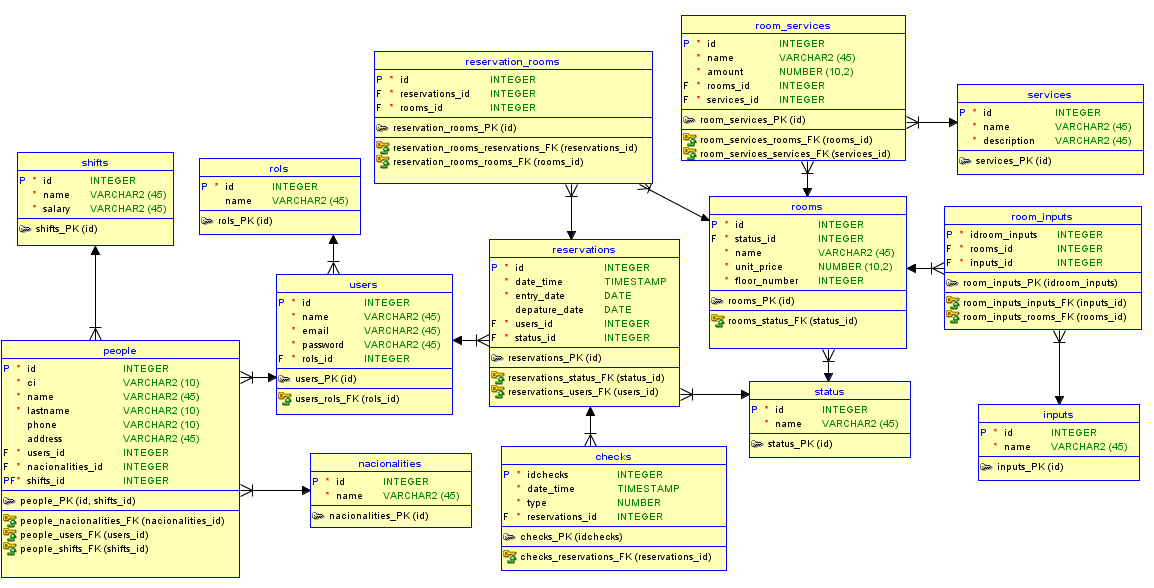 room_services
P * id INTEGER
* name VARCHAR2 (45)
* amount NUMBER (10,2)
F * rooms_id INTEGER
F * services_id INTEGER
room_services_PK (id)
room_services_rooms_FK (rooms_id)
room_services_services_FK (services_id)
reservation_rooms
P * id INTEGER
F * reservations_id INTEGER
F * rooms_id INTEGER
reservation_rooms_PK (id)
reservation_rooms_reservations_FK (reservations_id)
reservation_rooms_rooms_FK (rooms_id)
services
P * id INTEGER
* name VARCHAR2 (45)
* description VARCHAR2 (45)
services_PK (id)
shifts
P * id INTEGER
* name VARCHAR2 (45)
* salary VARCHAR2 (45)
shifts_PK (id)
rols
P * id INTEGER
name VARCHAR2 (45)
rols_PK (id)
rooms
P * id INTEGER
F * status_id INTEGER
* name VARCHAR2 (45)
* unit_price NUMBER (10,2)
* floor_number INTEGER
rooms_PK (id)
rooms_status_FK (status_id)
room_inputs
P * idroom_inputs INTEGER
F * rooms_id INTEGER
F * inputs_id INTEGER
room_inputs_PK (idroom_inputs)
room_inputs_inputs_FK (inputs_id)
room_inputs_rooms_FK (rooms_id)
reservations
P * id INTEGER
* date_time TIMESTAMP
* entry_date DATE
depature_date DATE
F * users_id INTEGER
F * status_id INTEGER
reservations_PK (id)
reservations_status_FK (status_id)
reservations_users_FK (users_id)
users
P * id INTEGER
* name VARCHAR2 (45)
* email VARCHAR2 (45)
* password VARCHAR2 (45)
F * rols_id INTEGER
users_PK (id)
users_rols_FK (rols_id)
people
P * id INTEGER
* ci VARCHAR2 (10)
* name VARCHAR2 (45)
* lastname VARCHAR2 (10)
phone VARCHAR2 (10)
address VARCHAR2 (45)
F * users_id INTEGER
F * nacionalities_id INTEGER
PF* shifts_id INTEGER
people_PK (id, shifts_id)
people_nacionalities_FK (nacionalities_id)
people_users_FK (users_id)
people_shifts_FK (shifts_id)
status
P * id INTEGER
* name VARCHAR2 (45)
status_PK (id)
inputs
P * id INTEGER
* name VARCHAR2 (45)
inputs_PK (id)
nacionalities
P * id INTEGER
* name VARCHAR2 (45)
nacionalities_PK (id)
checks
P * idchecks INTEGER
* date_time TIMESTAMP
* type NUMBER
F * reservations_id INTEGER
checks_PK (idchecks)
checks_reservations_FK (reservations_id)